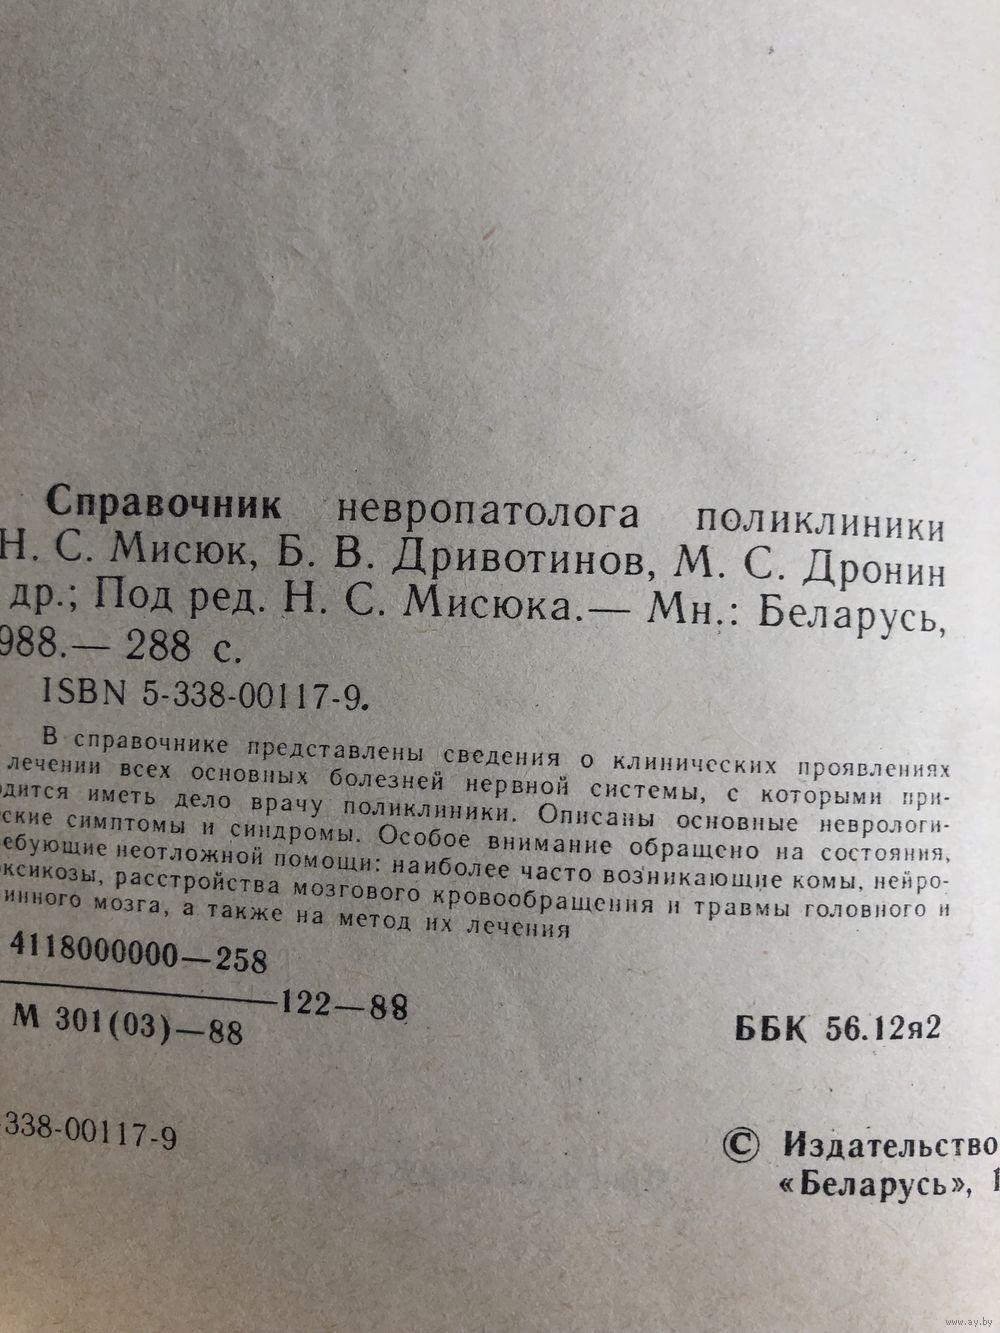 Справочник невропатолога поликлиники
Н. С. Мисюк, Б. В. Дривотинов, М. С. Дронин
др.; Под ред. Н. С. Мисюка.— Мн.: Беларусь,
988.— 288 с.
ISBN 5-338-00117-9.
В справочнике представлены сведения о клинических проявлениях
лечении всех основных болезней нервной системы, с которыми при-
дится иметь дело врачу поликлиники. Описаны основные неврологи-
ские симптомы и синдромы. Особое внимание обращено на состояния,
ебующие неотложной помощи: наиболее часто возникающие комы, нейро-
ксикозы, расстройства мозгового кровообращения и травмы головного и
инного мозга, а также на метод их лечения
4118000000—258
—122—88
М 301(03)—88
ББК 56.12я2
338-00117-9
© Издательство
«Беларусь», 1
www.ay.by